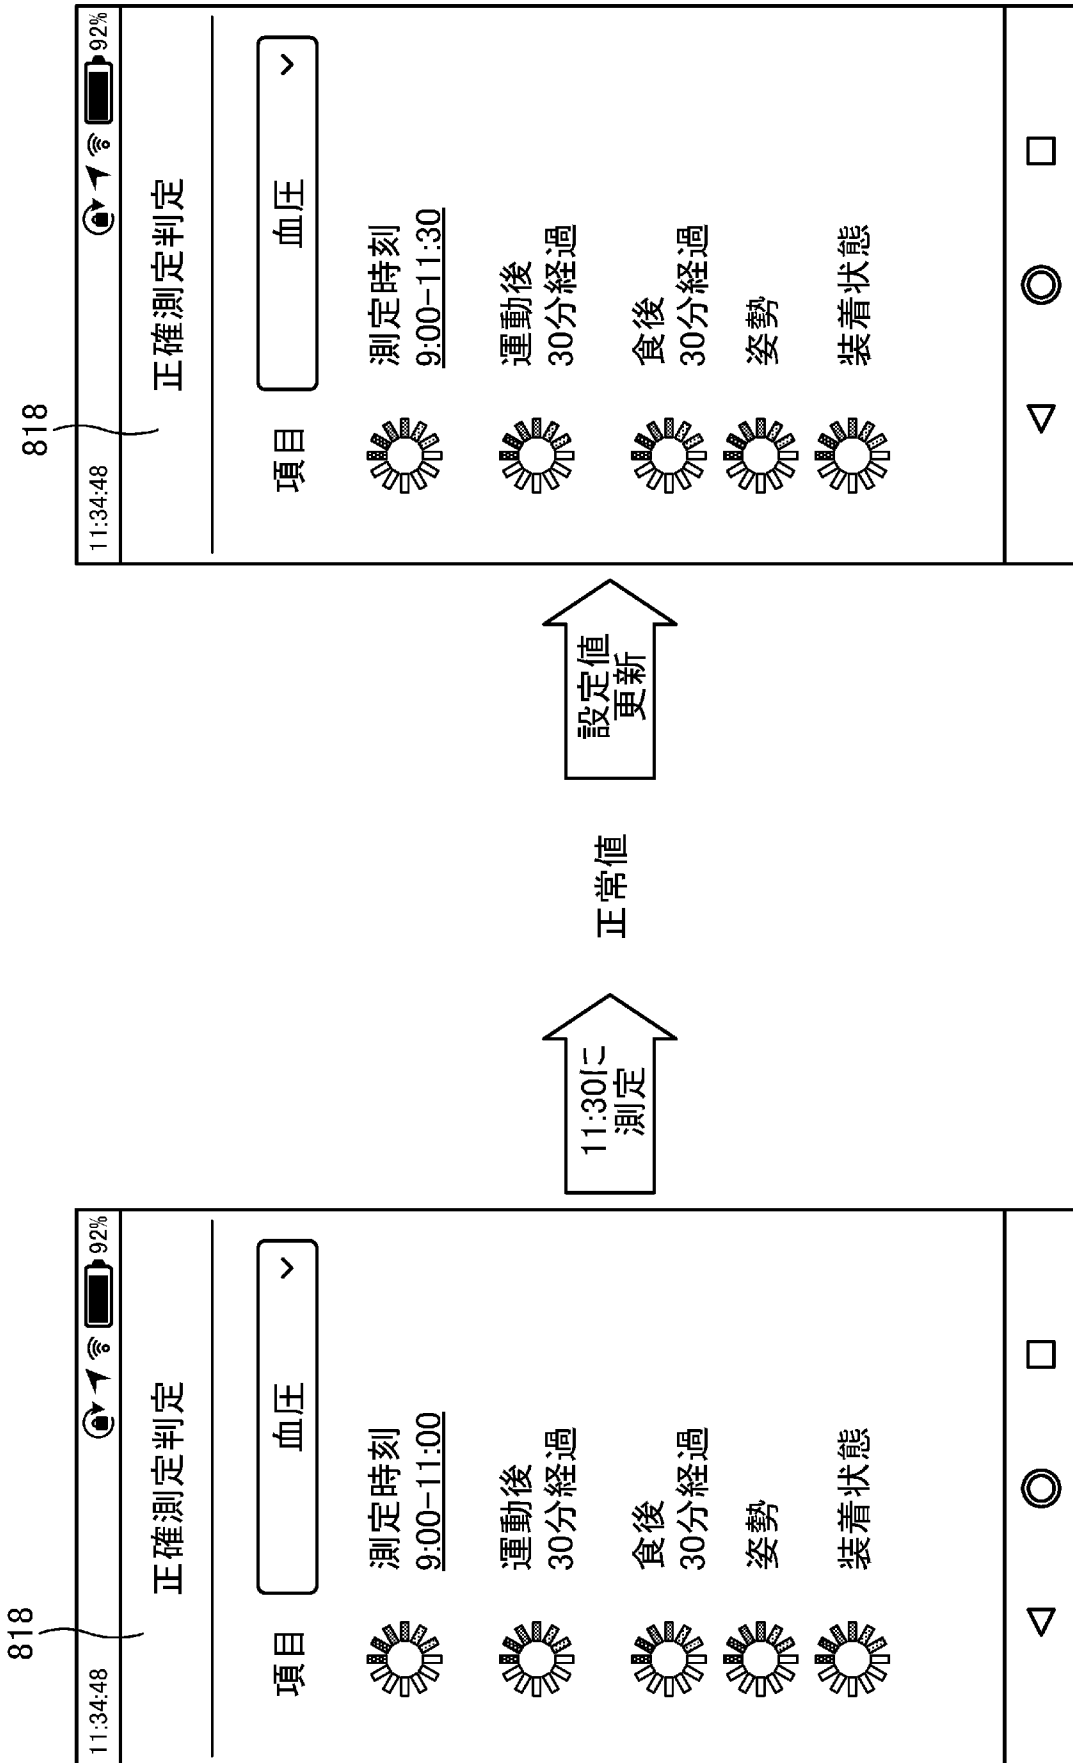 818
11:34:48
92%
正確測定判定
項目
血圧
測定時刻
9:00-11:00
運動後
30分経過
食後
30分経過
姿勢
装着状態
11:30に
測定
正常値
設定値
更新
818
11:34:48
92%
正確測定判定
項目
血圧
測定時刻
9:00-11:30
運動後
30分経過
食後
30分経過
姿勢
装着状態